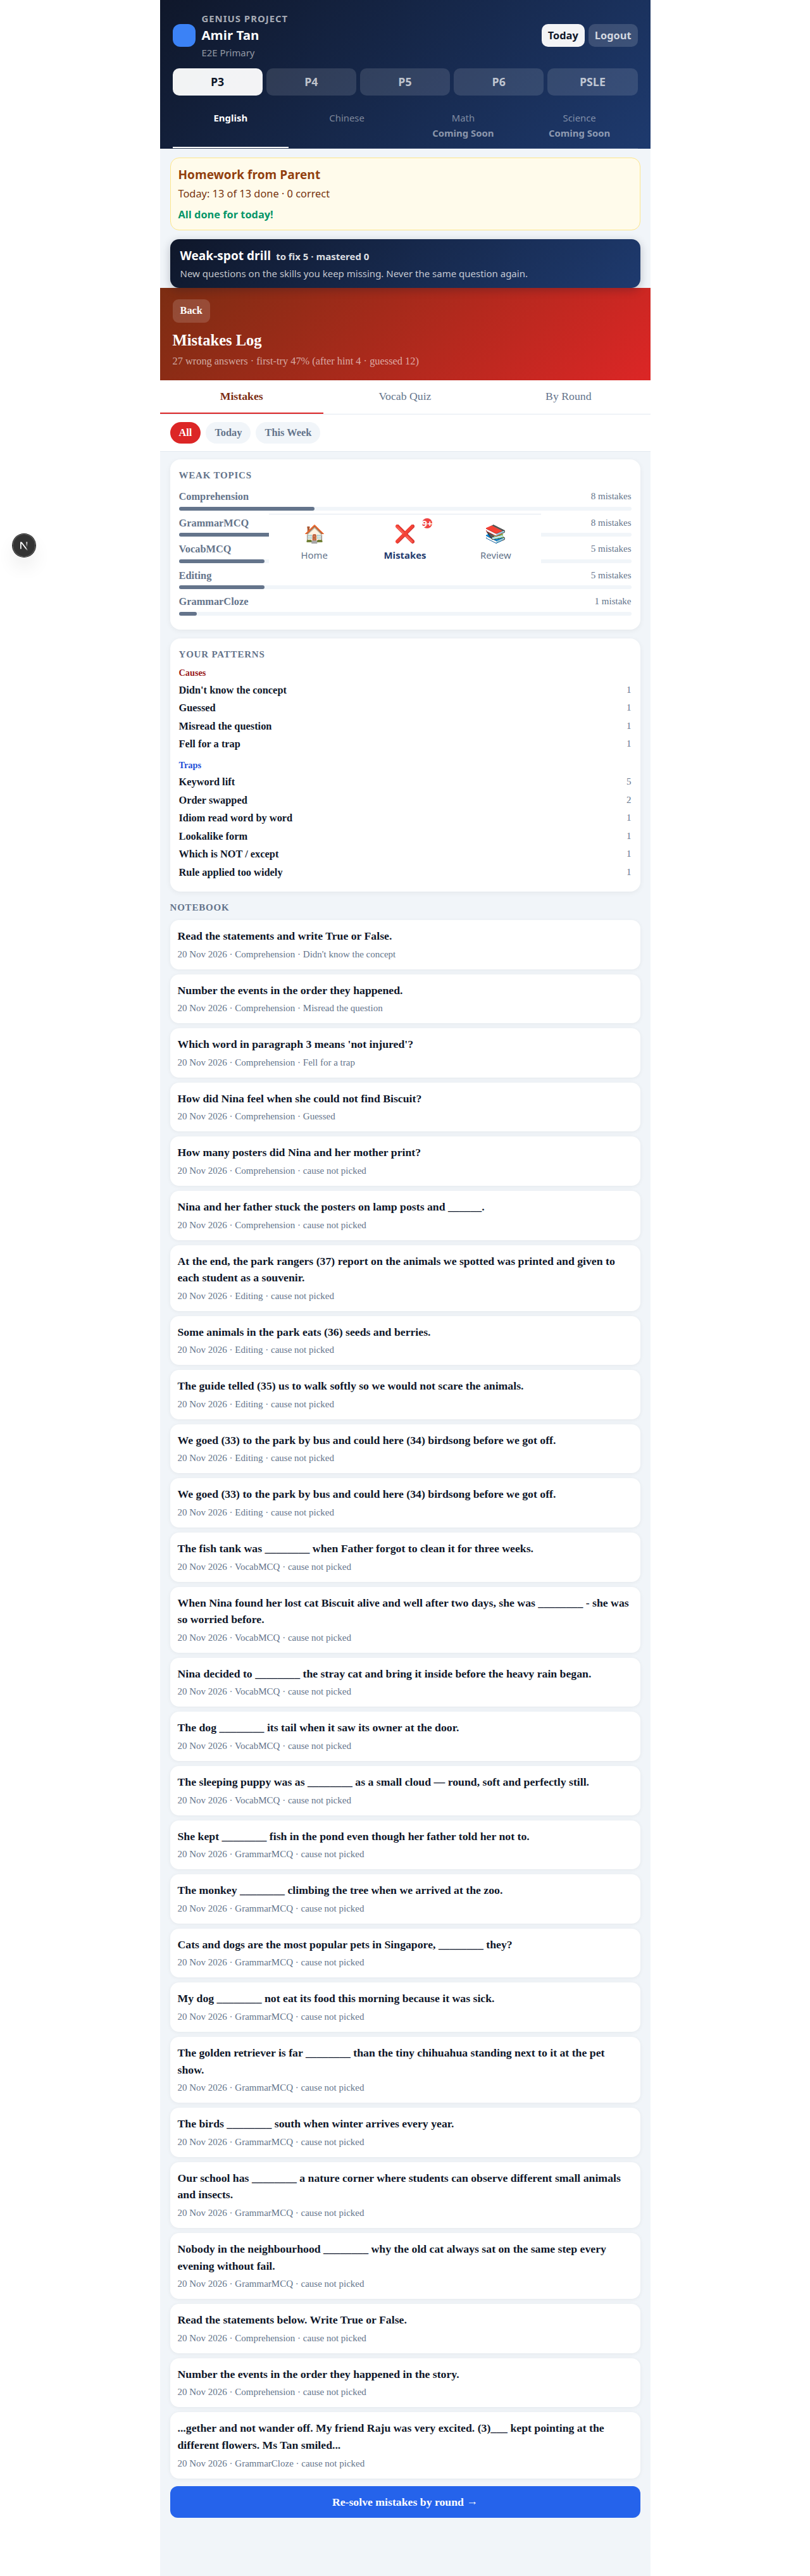 GENIUS PROJECT
Amir Tan
E2E Primary
Today
Logout
P3
P4
P5
P6
PSLE
English
Chinese
Math
Coming Soon
Science
Coming Soon
Homework from Parent
Today: 13 of 13 done · 0 correct
All done for today!
Weak-spot drill to fix 5 · mastered 0
New questions on the skills you keep missing. Never the same question again.
Back
Mistakes Log
27 wrong answers · first-try 47% (after hint 4 · guessed 12)
Mistakes
Vocab Quiz
By Round
All
Today
This Week
WEAK TOPICS
Comprehension 8 mistakes
GrammarMCQ 8 mistakes
VocabMCQ 5 mistakes
Editing 5 mistakes
GrammarCloze 1 mistake
9+
Home
Mistakes
Review
N
YOUR PATTERNS
Causes
Didn't know the concept 1
Guessed 1
Misread the question 1
Fell for a trap 1
Traps
Keyword lift 5
Order swapped 2
Idiom read word by word 1
Lookalike form 1
Which is NOT / except 1
Rule applied too widely 1
NOTEBOOK
Read the statements and write True or False.
20 Nov 2026 · Comprehension · Didn't know the concept
Number the events in the order they happened.
20 Nov 2026 · Comprehension · Misread the question
Which word in paragraph 3 means 'not injured'?
20 Nov 2026 · Comprehension · Fell for a trap
How did Nina feel when she could not find Biscuit?
20 Nov 2026 · Comprehension · Guessed
How many posters did Nina and her mother print?
20 Nov 2026 · Comprehension · cause not picked
Nina and her father stuck the posters on lamp posts and ______.
20 Nov 2026 · Comprehension · cause not picked
At the end, the park rangers (37) report on the animals we spotted was printed and given to
each student as a souvenir.
20 Nov 2026 · Editing · cause not picked
Some animals in the park eats (36) seeds and berries.
20 Nov 2026 · Editing · cause not picked
The guide telled (35) us to walk softly so we would not scare the animals.
20 Nov 2026 · Editing · cause not picked
We goed (33) to the park by bus and could here (34) birdsong before we got off.
20 Nov 2026 · Editing · cause not picked
We goed (33) to the park by bus and could here (34) birdsong before we got off.
20 Nov 2026 · Editing · cause not picked
The fish tank was ________ when Father forgot to clean it for three weeks.
20 Nov 2026 · VocabMCQ · cause not picked
When Nina found her lost cat Biscuit alive and well after two days, she was ________ - she was
so worried before.
20 Nov 2026 · VocabMCQ · cause not picked
Nina decided to ________ the stray cat and bring it inside before the heavy rain began.
20 Nov 2026 · VocabMCQ · cause not picked
The dog ________ its tail when it saw its owner at the door.
20 Nov 2026 · VocabMCQ · cause not picked
The sleeping puppy was as ________ as a small cloud — round, soft and perfectly still.
20 Nov 2026 · VocabMCQ · cause not picked
She kept ________ fish in the pond even though her father told her not to.
20 Nov 2026 · GrammarMCQ · cause not picked
The monkey ________ climbing the tree when we arrived at the zoo.
20 Nov 2026 · GrammarMCQ · cause not picked
Cats and dogs are the most popular pets in Singapore, ________ they?
20 Nov 2026 · GrammarMCQ · cause not picked
My dog ________ not eat its food this morning because it was sick.
20 Nov 2026 · GrammarMCQ · cause not picked
The golden retriever is far ________ than the tiny chihuahua standing next to it at the pet
show.
20 Nov 2026 · GrammarMCQ · cause not picked
The birds ________ south when winter arrives every year.
20 Nov 2026 · GrammarMCQ · cause not picked
Our school has ________ a nature corner where students can observe different small animals
and insects.
20 Nov 2026 · GrammarMCQ · cause not picked
Nobody in the neighbourhood ________ why the old cat always sat on the same step every
evening without fail.
20 Nov 2026 · GrammarMCQ · cause not picked
Read the statements below. Write True or False.
20 Nov 2026 · Comprehension · cause not picked
Number the events in the order they happened in the story.
20 Nov 2026 · Comprehension · cause not picked
...gether and not wander off. My friend Raju was very excited. (3)___ kept pointing at the
different flowers. Ms Tan smiled...
20 Nov 2026 · GrammarCloze · cause not picked
Re-solve mistakes by round →